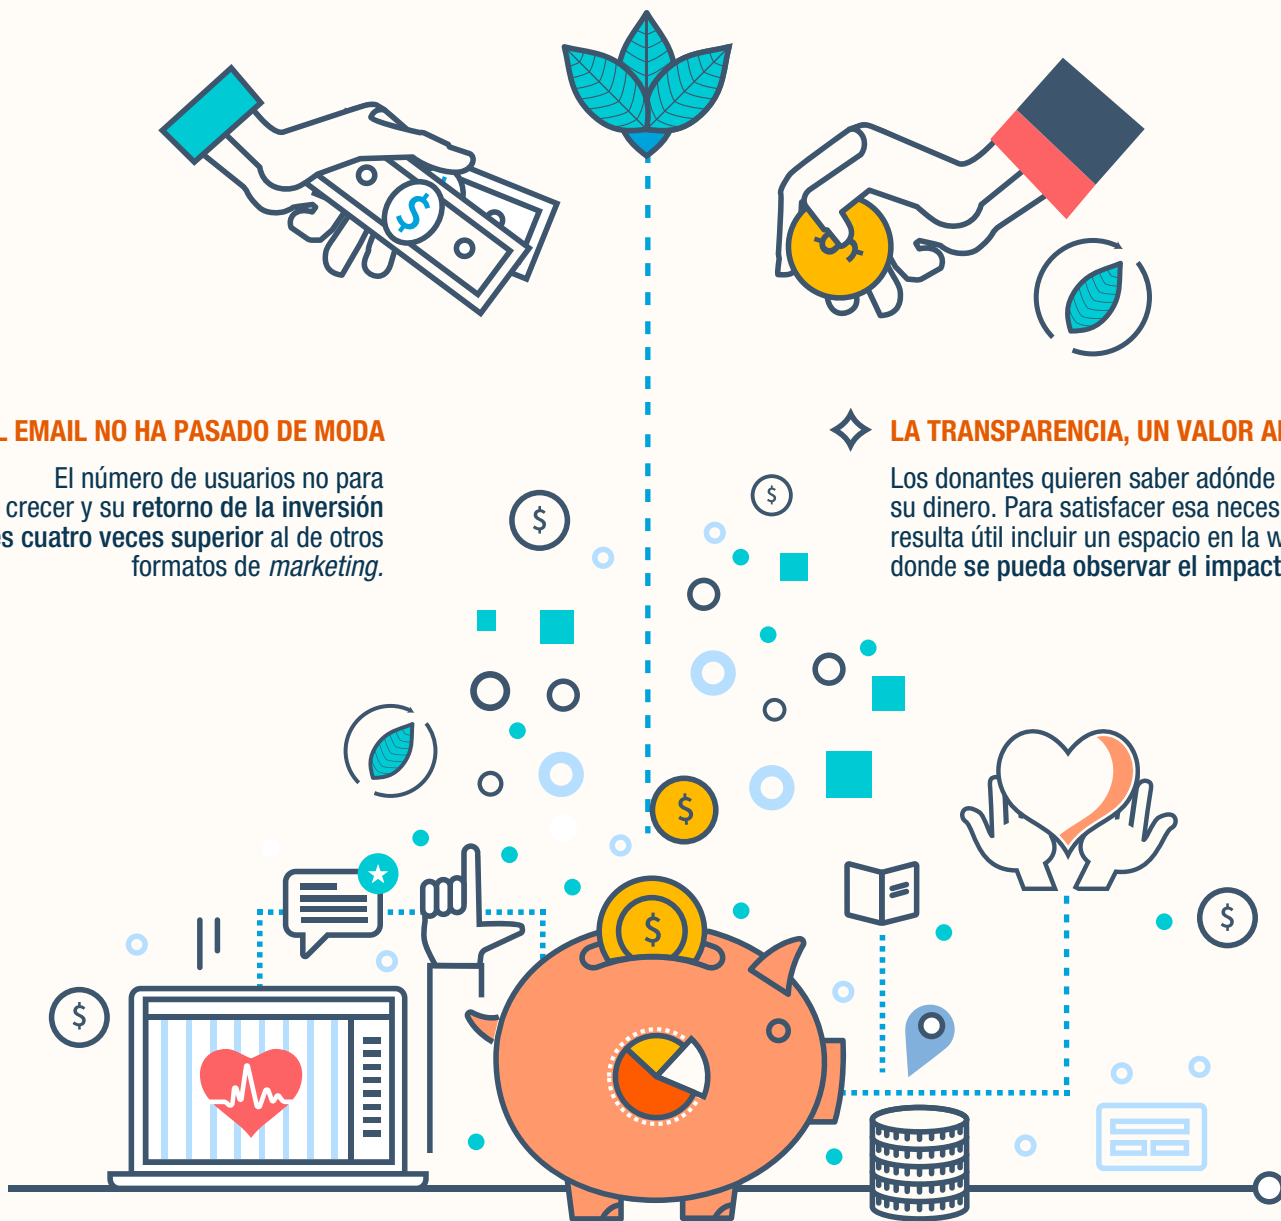 L EMAIL NO HA PASADO DE MODA
El número de usuarios no para
crecer y su retorno de la inversión
es cuatro veces superior al de otros
formatos de marketing.
LA TRANSPARENCIA, UN VALOR
Los donantes quieren saber adónde
su dinero. Para satisfacer esa
resulta útil incluir un espacio en la
donde se pueda observar el